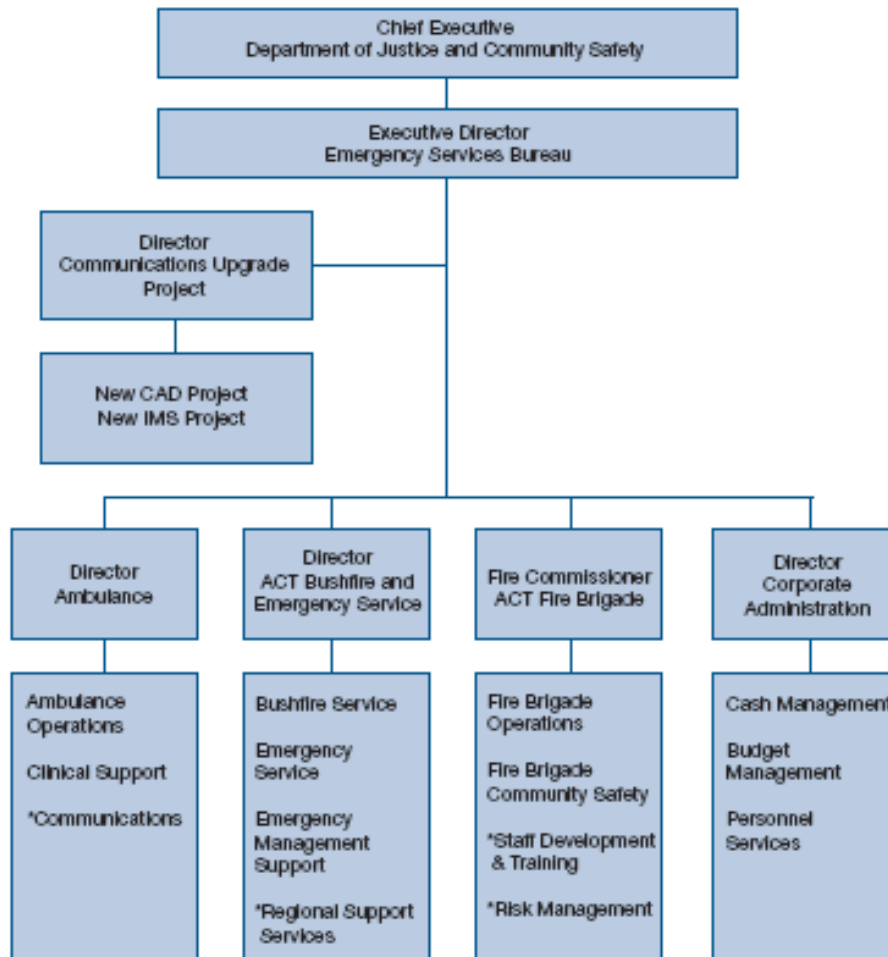 Chief Executive
Department of Justice and Community Safety
Executive Director
Emergency Services Bureau
Director
Communications Upgrade
Project
New CAD Project
New IMS Project
Director
Ambulance
Director
ACT Bushfire and
Emergency Service
Fire Commissioner
ACT Fire Brigade
Director
Corporate
Administration
Ambulance
Operations
Clinical Support
*Communications
Bushfire Service
Emergency
Service
Emergency
Management
Support
*Regional Support
Services
Fire Brigade
Operations
Fire Brigade
Community Safety
*Staff Development
& Training
*Risk Management
Cash Management
Budget
Management
Personnel
Services